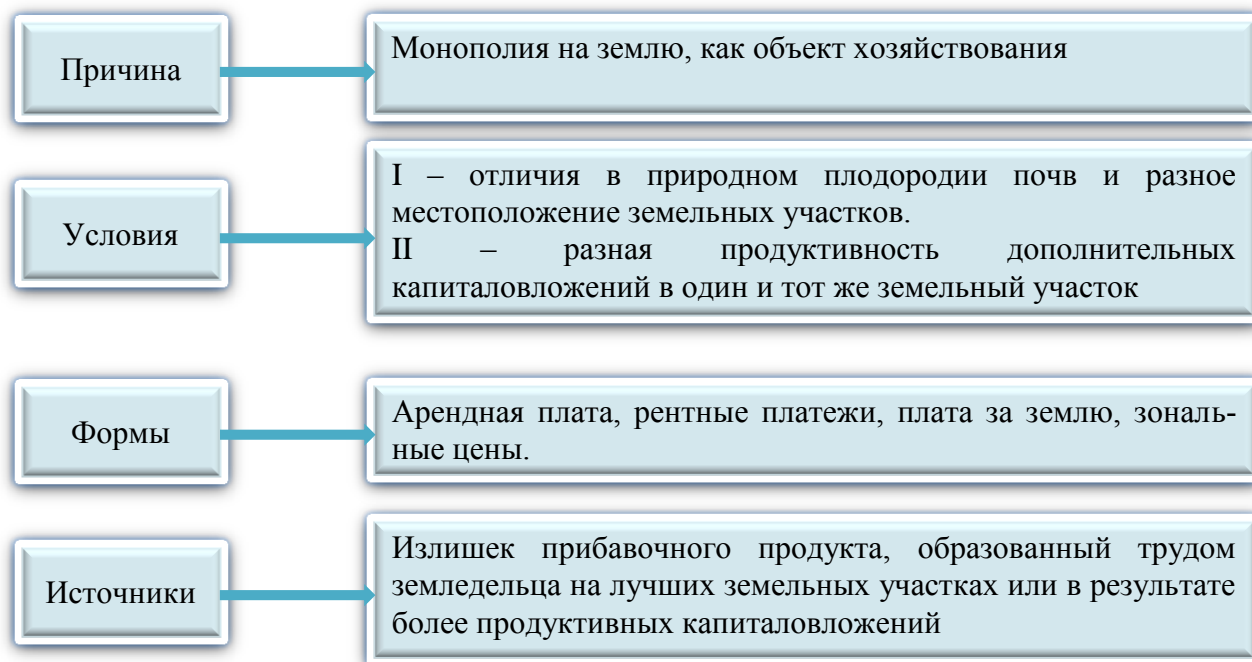 Причина
Монополия на землю, как объект хозяйствования
Условия
I – отличия в природном плодородии почв и разное
местоположение земельных участков.
II – разная продуктивность дополнительных
капиталовложений в один и тот же земельный участок
Формы
Арендная плата, рентные платежи, плата за землю, зональ-
ные цены.
Источники
Излишек прибавочного продукта, образованный трудом
земледельца на лучших земельных участках или в результате
более продуктивных капиталовложений